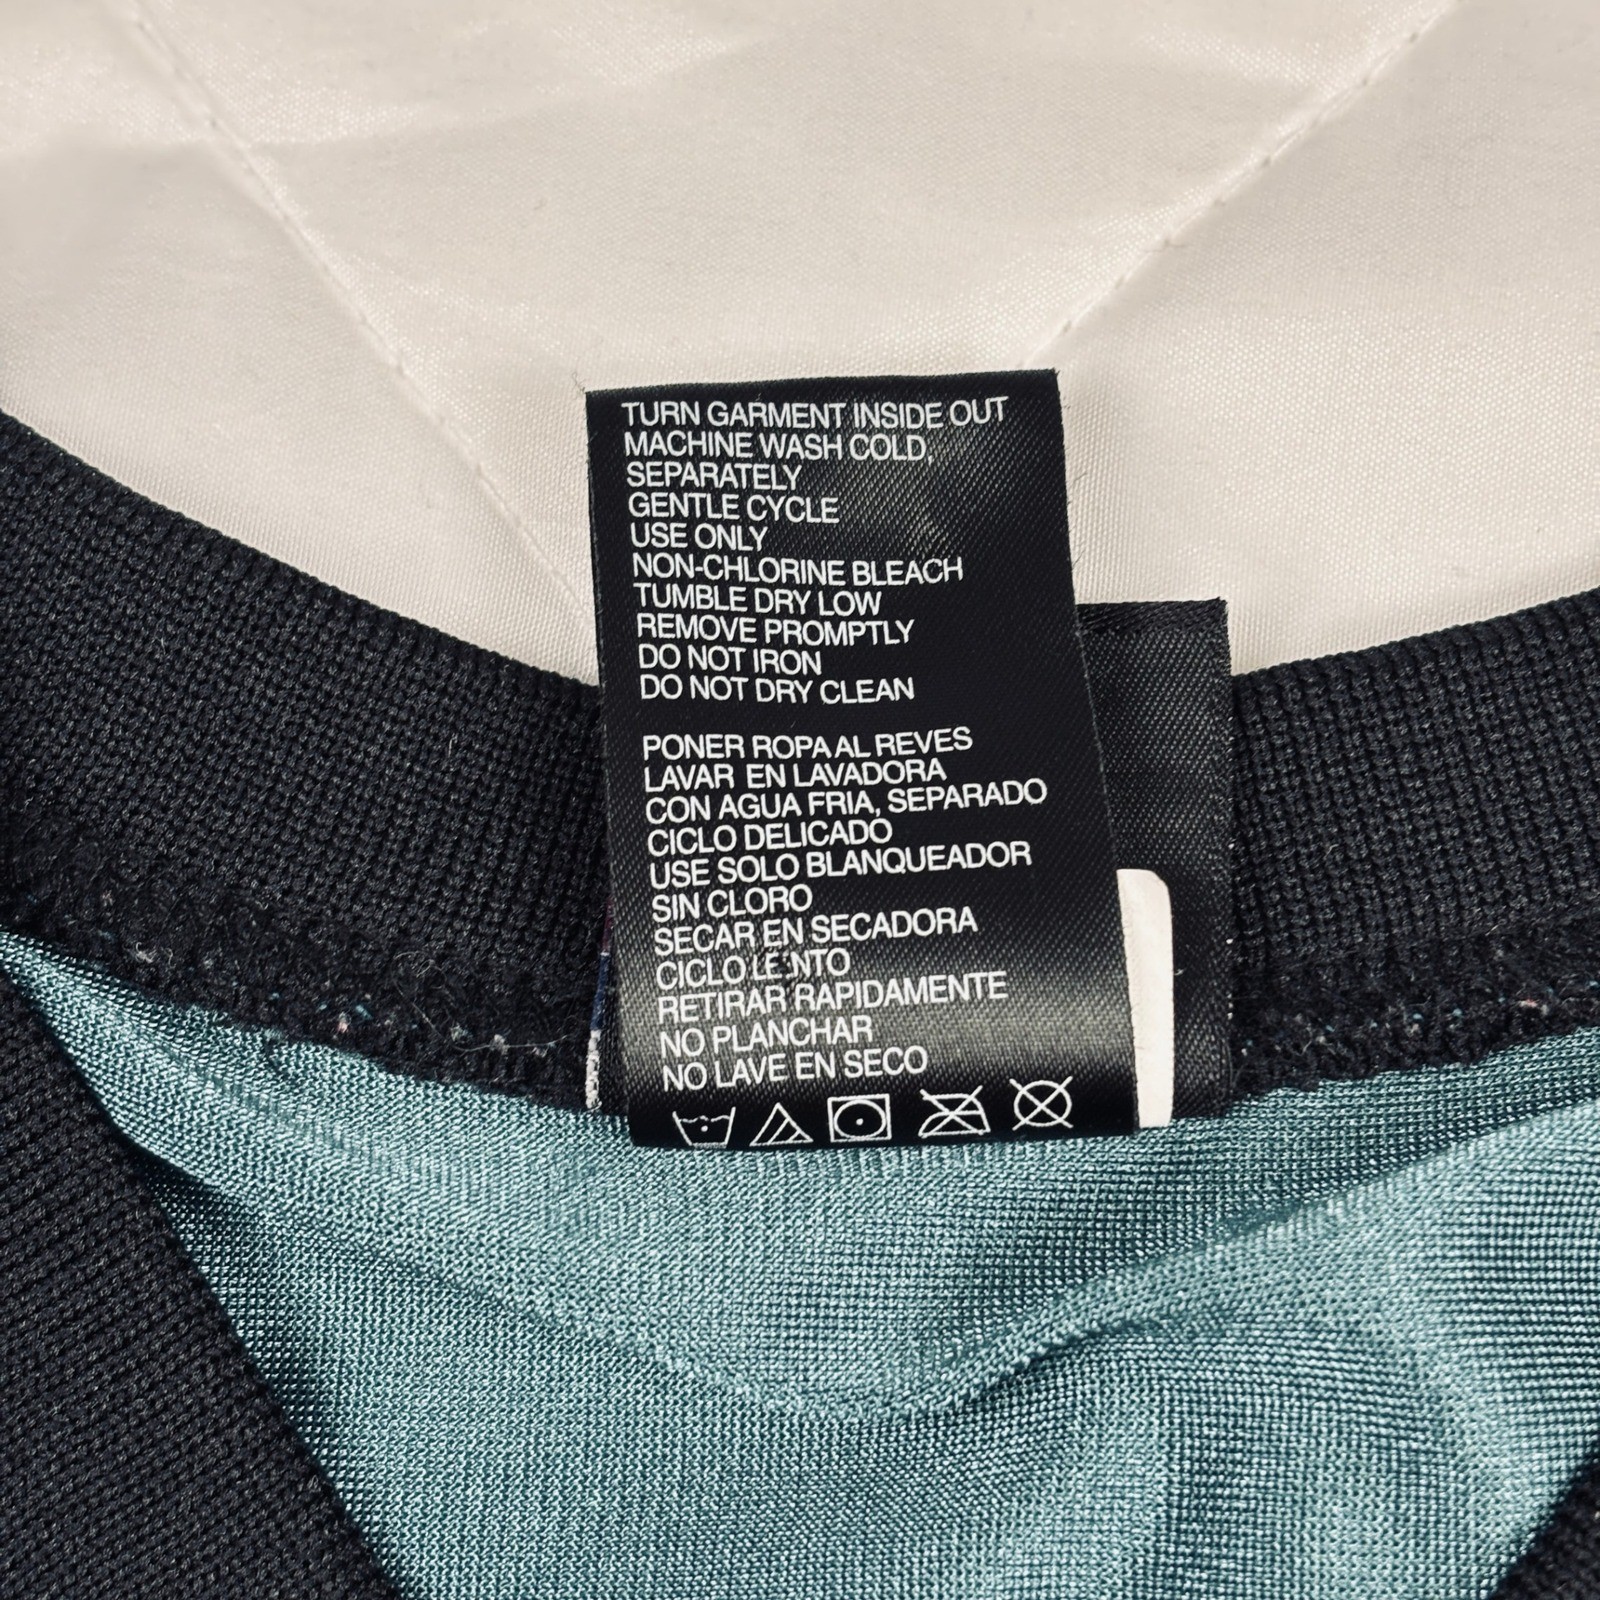 TURN GARMENT INSIDE OUT
MACHINE WASH COLD,
SEPARATELY
GENTLE CYCLE
USE ONLY
NON-CHLORINE BLEACH
TUMBLE DRY LOW
REMOVE PROMPTLY
DO NOT IRON
DO NOT DRY CLEAN
PONER ROPA AL REVES
LAVAR EN LAVADORA
CON AGUA FRIA, SEPARADO
CICLO DELICADO
USE SOLO BLANQUEADOR
SIN CLORO
SECAR EN SECADORA
CICLO LENTO
RETIRAR RAPIDAMENTE
NO PLANCHAR
NO LAVE EN SECO